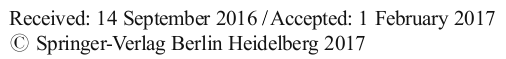 Received: 14 September 2016 / Accepted: 1 February 2017
© Springer-Verlag Berlin Heidelberg 2017